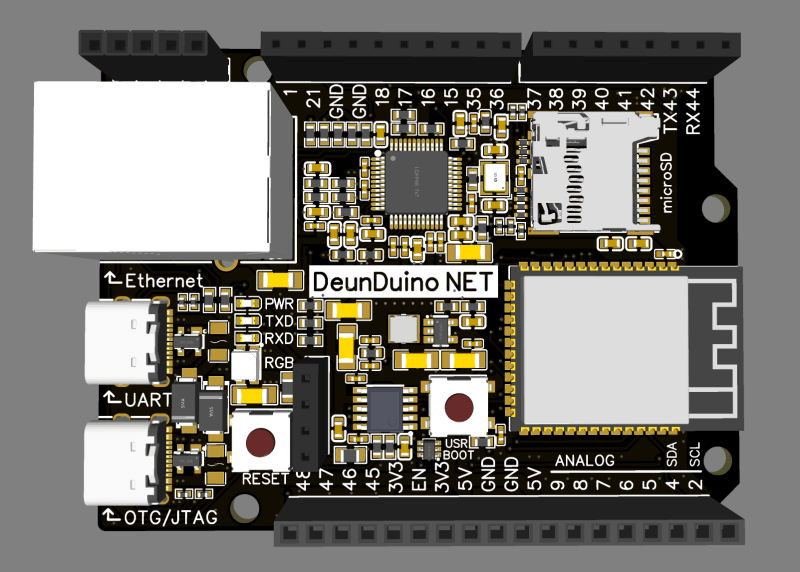 1
21
GND
GND
18
17
16
15
35
36
37
38
39
40
41
42
TX43
RX44
microSD
Ethernet
DeunDuino NET
PWR
TXD
RXD
RGB
UART
USR
BOOT
RESET
OTG/JTAG
ANALOG
SDA
SCL
48
47
46
45
3V3
EN
3V3
5V
GND
GND
5V
9
8
7
6
5
4
2